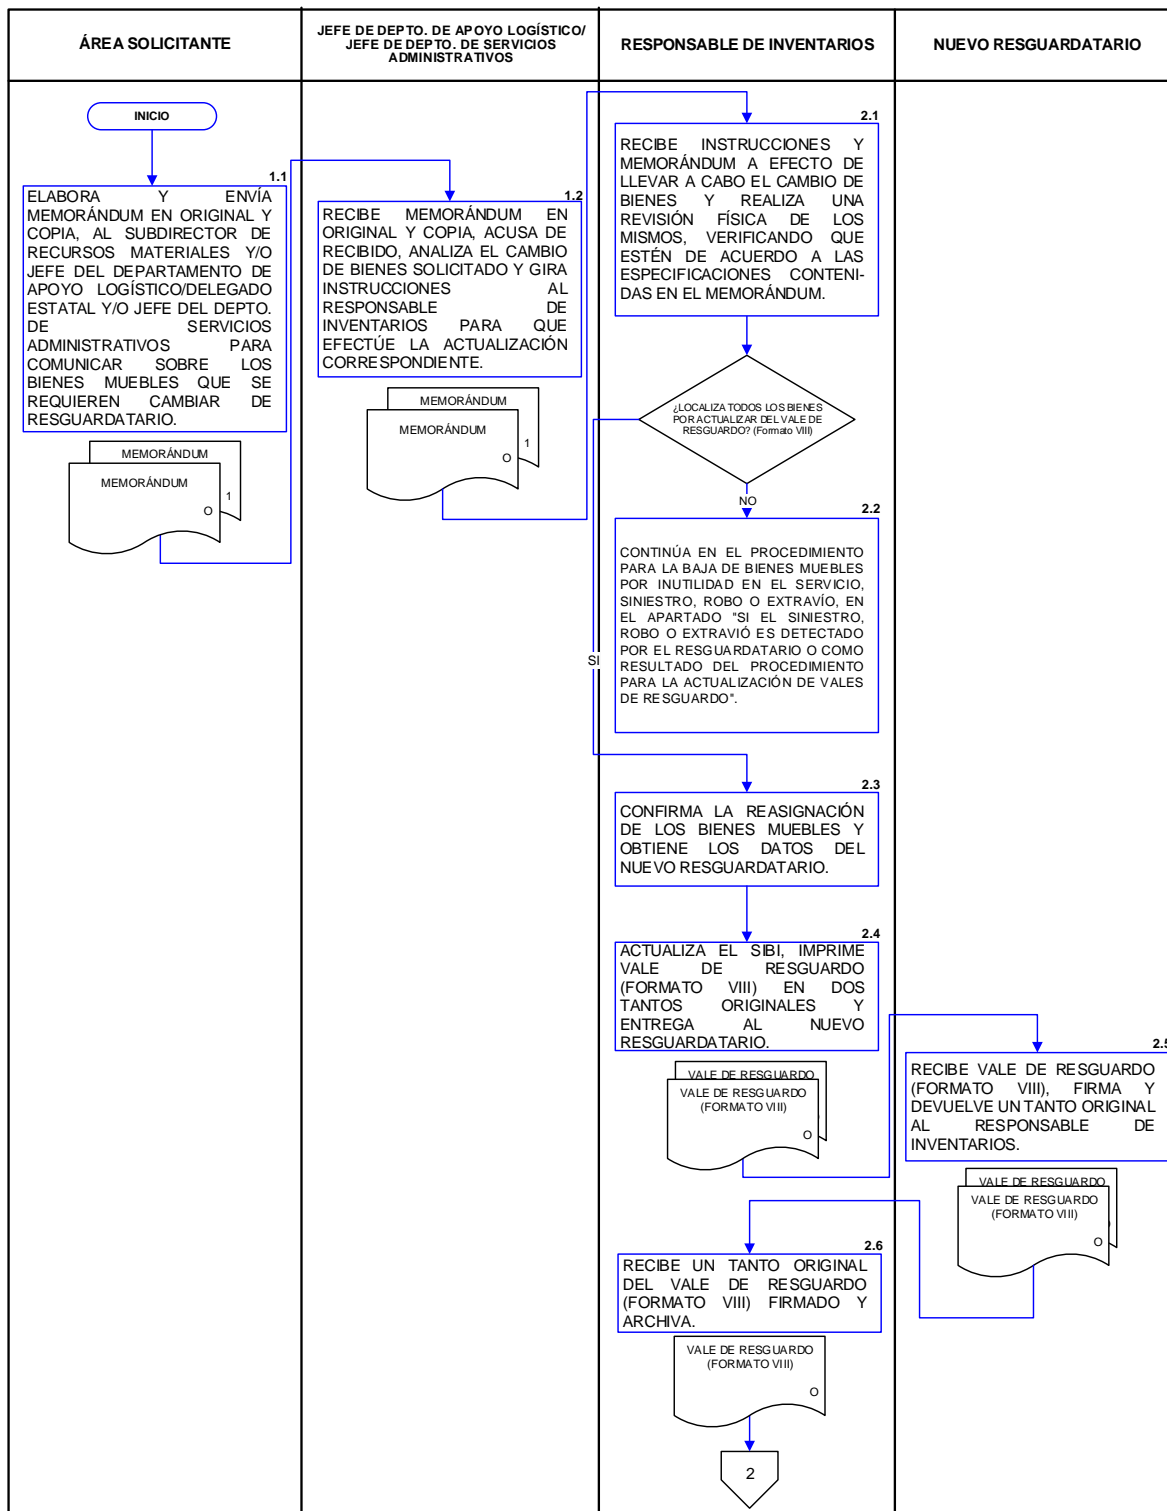 ÁREA SOLICITANTE
JEFE DE DEPTO. DE APOYO LOGÍSTICO/
JEFE DE DEPTO. DE SERVICIOS
ADMINISTRATIVOS
RESPONSABLE DE INVENTARIOS
NUEVO RESGUARDATARIO
INICIO
1.1
ELABORA Y ENVÍA
MEMORÁNDUM EN ORIGINAL Y
COPIA, AL SUBDIRECTOR DE
RECURSOS MATERIALES Y/O
JEFE DEL DEPARTAMENTO DE
APOYO LOGÍSTICO/DELEGADO
ESTATAL Y/O JEFE DEL DEPTO.
DE SERVICIOS
ADMINISTRATIVOS PARA
COMUNICAR SOBRE LOS
BIENES MUEBLES QUE SE
REQUIEREN CAMBIAR DE
RESGUARDATARIO.
MEMORÁNDUM
1
MEMORÁNDUM
O
1.2
RECIBE MEMORÁNDUM EN
ORIGINAL Y COPIA, ACUSA DE
RECIBIDO, ANALIZA EL CAMBIO
DE BIENES SOLICITADO Y GIRA
INSTRUCCIONES AL
RESPONSABLE DE
INVENTARIOS PARA QUE
EFECTÚE LA ACTUALIZACIÓN
CORRESPONDIENTE.
MEMORÁNDUM
1
MEMORÁNDUM
O
2.1
RECIBE INSTRUCCIONES Y
MEMORÁNDUM A EFECTO DE
LLEVAR A CABO EL CAMBIO DE
BIENES Y REALIZA UNA
REVISIÓN FÍSICA DE LOS
MISMOS, VERIFICANDO QUE
ESTÉN DE ACUERDO A LAS
ESPECIFICACIONES CONTENI-
DAS EN EL MEMORÁNDUM.
¿LOCALIZA TODOS LOS BIENES
POR ACTUALIZAR DEL VALE DE
RESGUARDO? (Formato VIII)
NO
SI
2.2
CONTINÚA EN EL PROCEDIMIENTO
PARA LA BAJA DE BIENES MUEBLES
POR INUTILIDAD EN EL SERVICIO,
SINIESTRO, ROBO O EXTRAVÍO, EN
EL APARTADO "SI EL SINIESTRO,
ROBO O EXTRAVIÓ ES DETECTADO
POR EL RESGUARDATARIO O COMO
RESULTADO DEL PROCEDIMIENTO
PARA LA ACTUALIZACIÓN DE VALES
DE RESGUARDO".
2.3
CONFIRMA LA REASIGNACIÓN
DE LOS BIENES MUEBLES Y
OBTIENE LOS DATOS DEL
NUEVO RESGUARDATARIO.
2.4
ACTUALIZA EL SIBI, IMPRIME
VALE DE RESGUARDO
(FORMATO VIII) EN DOS
TANTOS ORIGINALES Y
ENTREGA AL NUEVO
RESGUARDATARIO.
VALE DE RESGUARDO
VALE DE RESGUARDO
(FORMATO VIII)
O
2.5
RECIBE VALE DE RESGUARDO
(FORMATO VIII), FIRMA Y
DEVUELVE UN TANTO ORIGINAL
AL RESPONSABLE DE
INVENTARIOS.
VALE DE RESGUARDO
VALE DE RESGUARDO
(FORMATO VIII)
O
2.6
RECIBE UN TANTO ORIGINAL
DEL VALE DE RESGUARDO
(FORMATO VIII) FIRMADO Y
ARCHIVA.
VALE DE RESGUARDO
(FORMATO VIII)
O
2